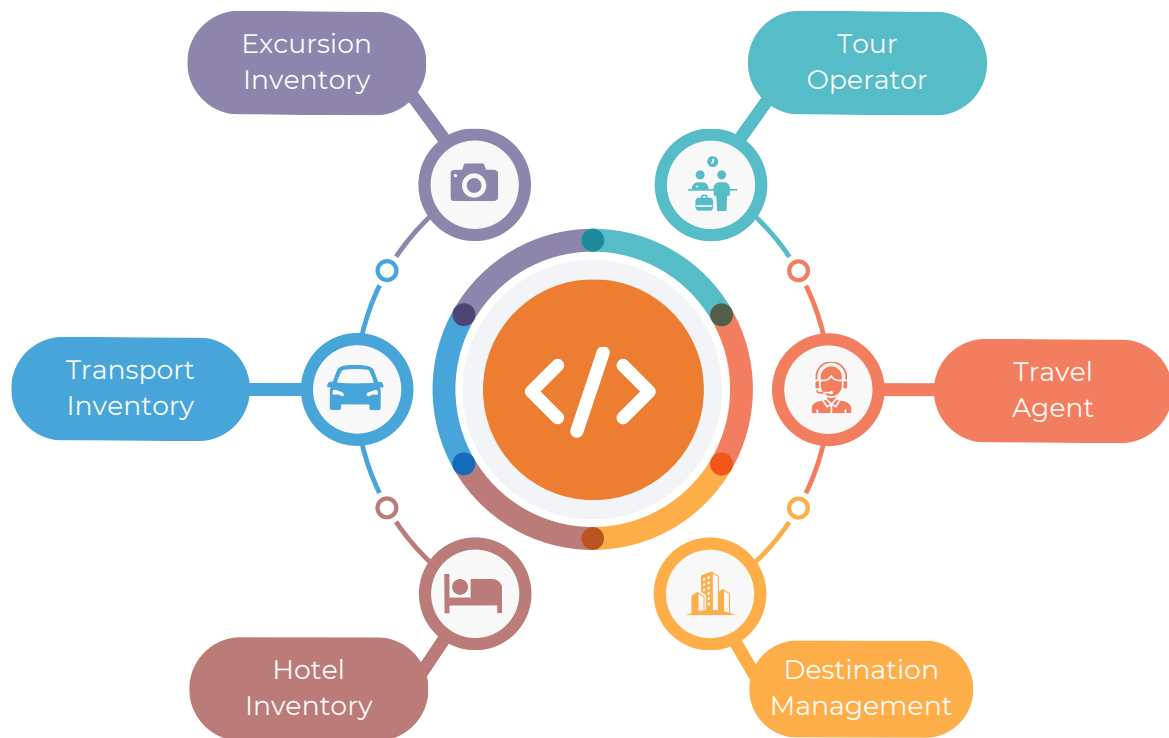 Excursion
Inventory
Tour
Operator
Transport
Inventory
Travel
Agent
Hotel
Inventory
Destination
Management